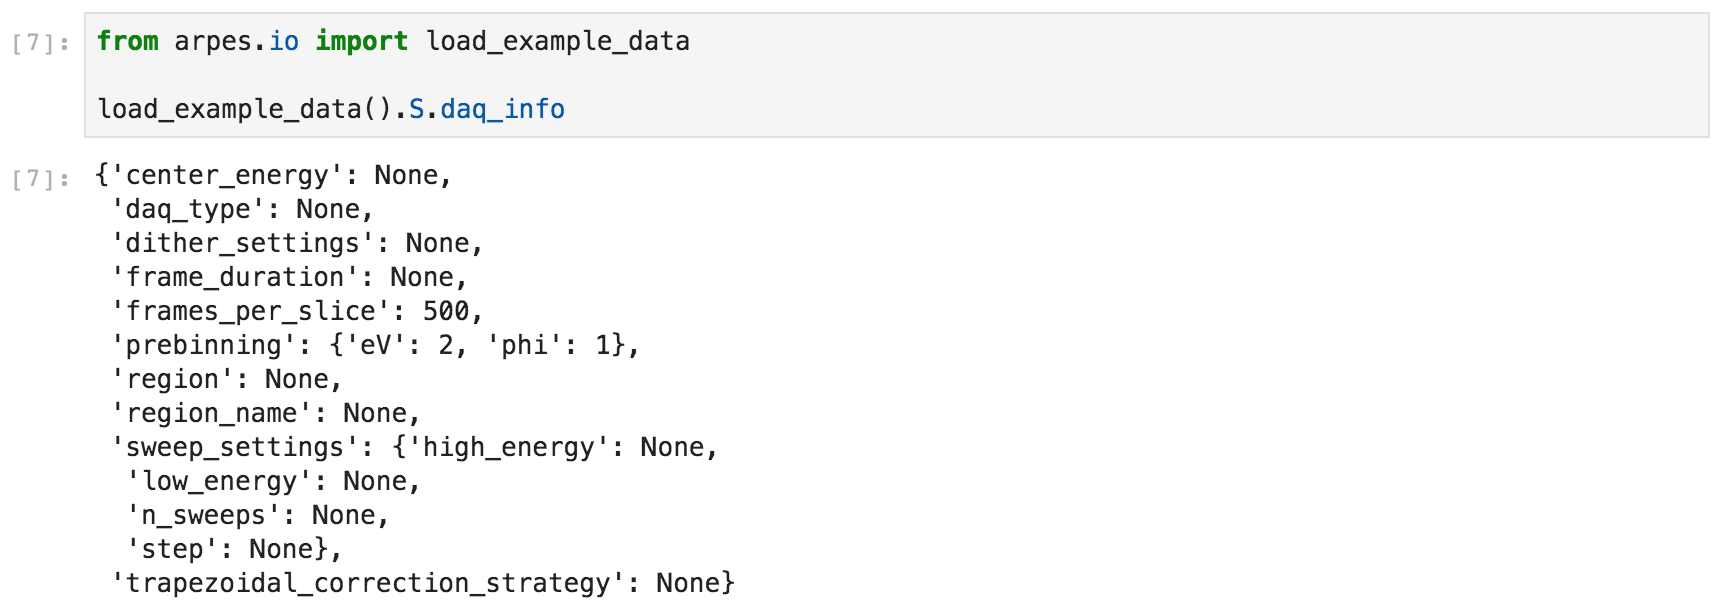 [7]: from arpes.io import load_example_data
load_example_data().S.daq_info
[7]: {'center_energy': None,
'daq_type': None,
'dither_settings': None,
'frame_duration': None,
'frames_per_slice': 500,
'prebinning': {'eV': 2, 'phi': 1},
'region': None,
'region_name': None,
'sweep_settings': {'high_energy': None,
'low_energy': None,
'n_sweeps': None,
'step': None},
'trapezoidal_correction_strategy': None}